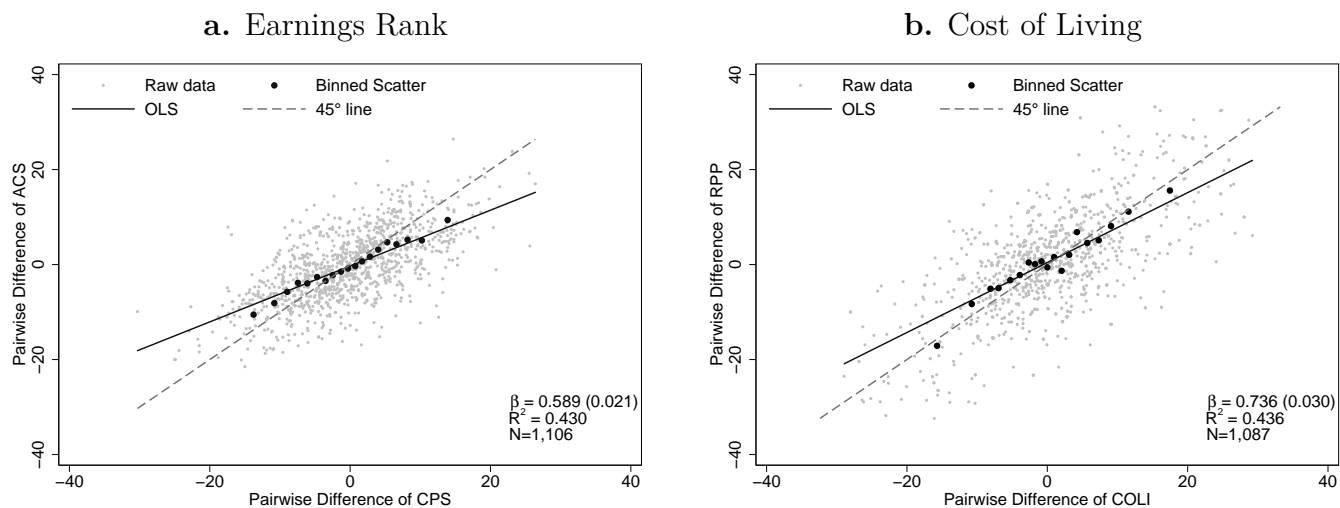 a. Earnings Rank
40
20
0
−20
−40
Pairwise Difference of ACS
Raw data
Binned Scatter
OLS
45° line
β = 0.589 (0.021)
R² = 0.430
N=1,106
−40 −20 0 20 40
Pairwise Difference of CPS
b. Cost of Living
40
20
0
−20
−40
Pairwise Difference of RPP
Raw data
Binned Scatter
OLS
45° line
β = 0.736 (0.030)
R² = 0.436
N=1,087
−40 −20 0 20 40
Pairwise Difference of COLI